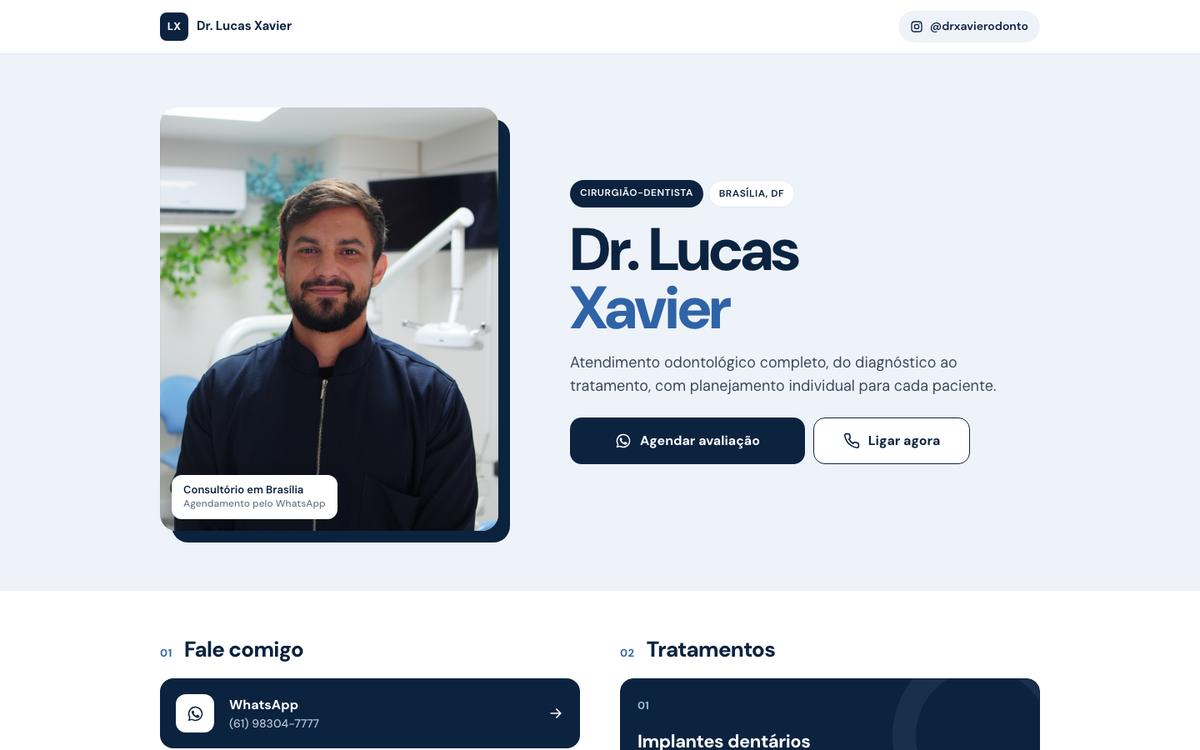 LX
Dr. Lucas Xavier
@drxavierodonto
CIRURGIÃO-DENTISTA
BRASÍLIA, DF
Dr. Lucas
Xavier
Atendimento odontológico completo, do diagnóstico ao
tratamento, com planejamento individual para cada paciente.
Agendar avaliação
Ligar agora
Consultório em Brasília
Agendamento pelo WhatsApp
01
Fale comigo
WhatsApp
(61) 98304-7777
02
Tratamentos
01
Implantes dentários